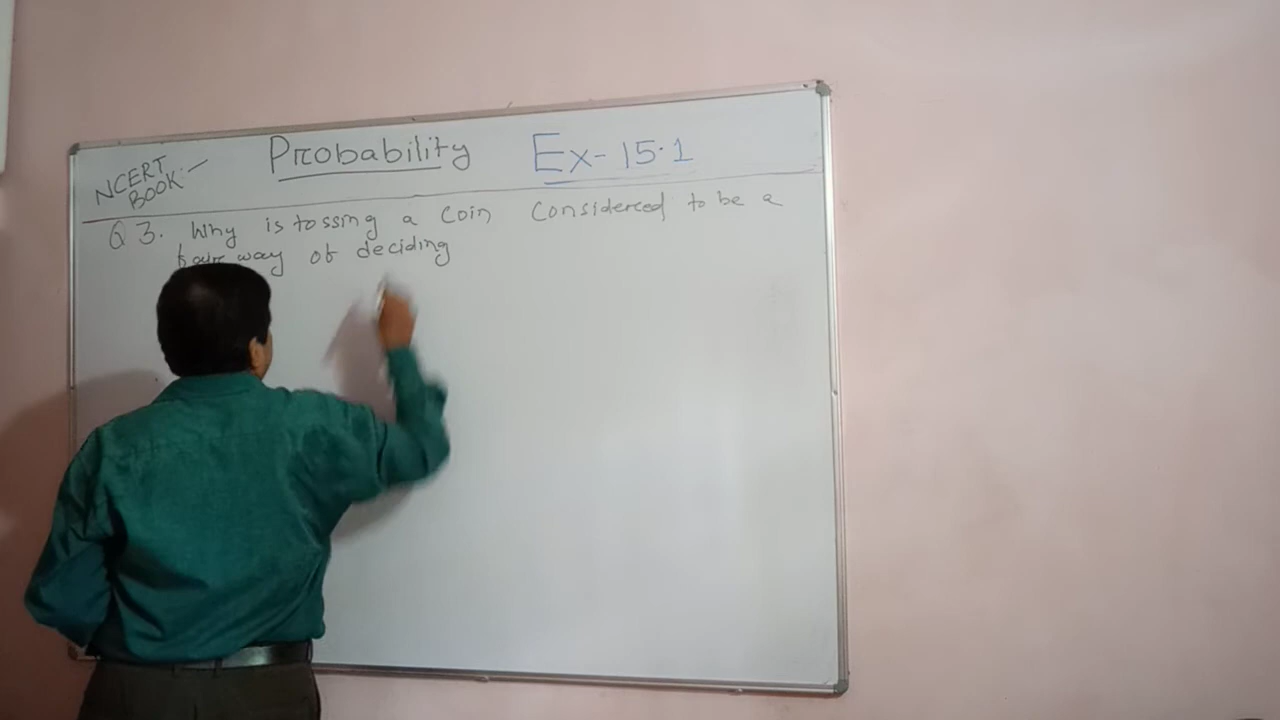 NCERT
BOOK:-
Probability Ex-15.1
Q 3. Why is tossing a coin Considered to be a
fair way of deciding